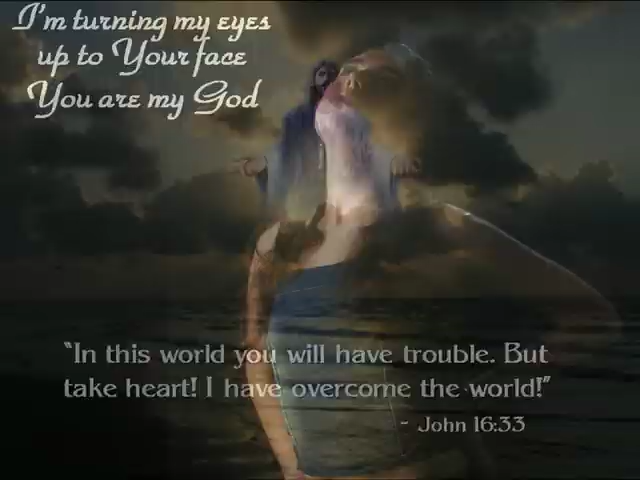 I'm turning my eyes
up to Your face
You are my God
"In this world you will have trouble. But
take heart! I have overcome the world!"
- John 16:33